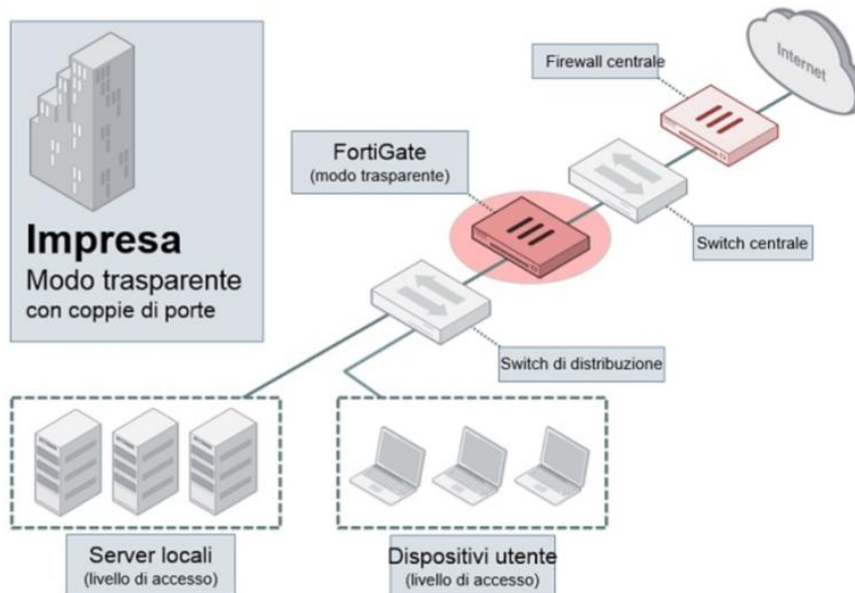 Internet
Firewall centrale
FortiGate
(modo trasparente)
Switch centrale
Impresa
Modo trasparente
con coppie di porte
Switch di distribuzione
Server locali
(livello di accesso)
Dispositivi utente
(livello di accesso)